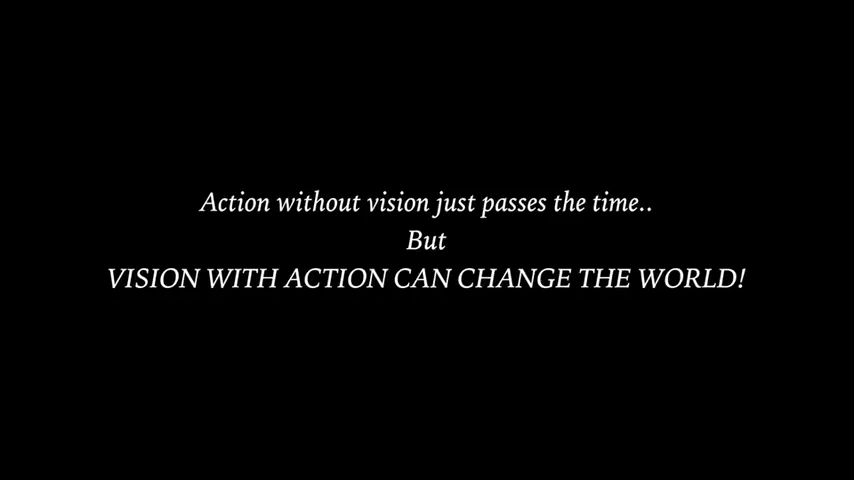 Action without vision just passes the time..
But
VISION WITH ACTION CAN CHANGE THE WORLD!